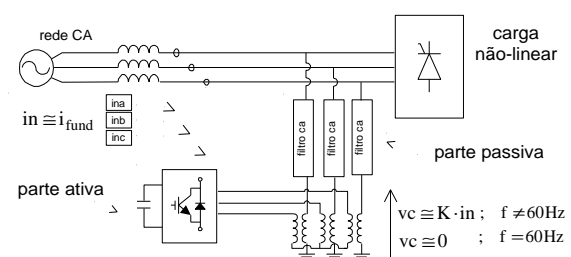 rede CA
carga
não-linear
ina
inb
inc
in ≅ i_fund
filtro ca
filtro ca
filtro ca
parte passiva
parte ativa
vc ≅ K · in ; f ≠ 60Hz
vc ≅ 0 ; f = 60Hz